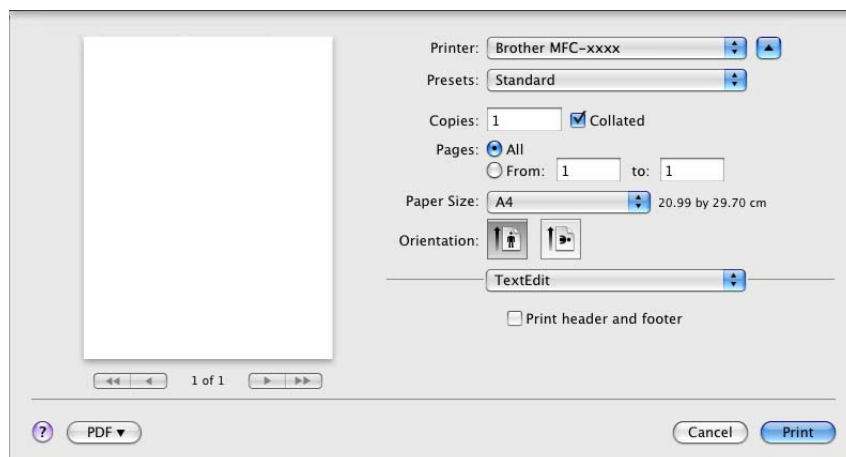 Printer: Brother MFC-xxxx
Presets: Standard
Copies: 1 Collated
Pages: All
From: 1 to: 1
Paper Size: A4 20.99 by 29.70 cm
Orientation:
TextEdit
Print header and footer
1 of 1
? PDF▼ Cancel Print